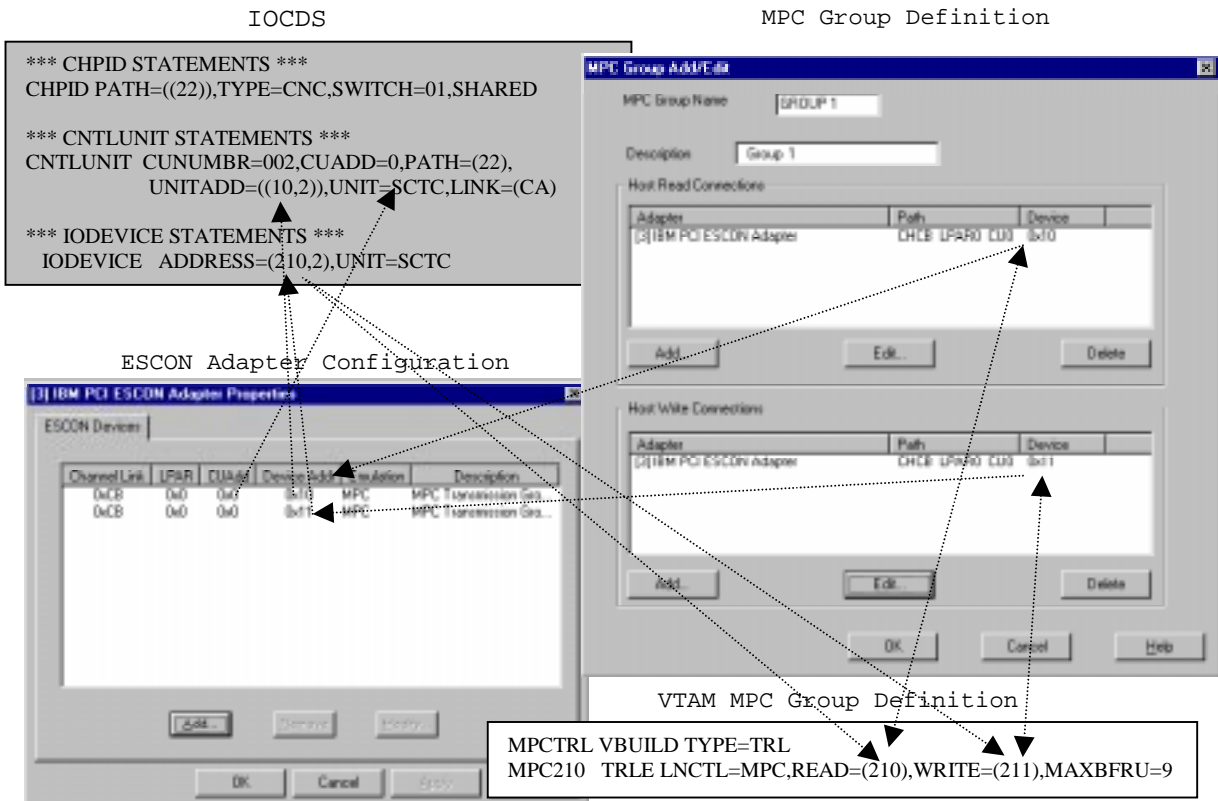 IOCDS
*** CHPID STATEMENTS ***
CHPID PATH=((22)),TYPE=CNC,SWITCH=01,SHARED
*** CNTLUNIT STATEMENTS ***
CNTLUNIT CUNUMBR=002,CUADD=0,PATH=(22),
UNITADD=((10,2)),UNIT=SCTC,LINK=(CA)
*** IODEVICE STATEMENTS ***
IODEVICE ADDRESS=(210,2),UNIT=SCTC
MPC Group Definition
MPC Group Add/Edit
MPC Group Name GROUP 1
Description Group 1
Host Read Connections
Adapter Path Device
[3] IBM PCI ESCON Adapter CHCB LPAR0 CU0 0x10
Add... Edit... Delete
Host Write Connections
Adapter Path Device
[3] IBM PCI ESCON Adapter CHCB LPAR0 CU0 0x11
Add... Edit... Delete
OK Cancel Help
ESCON Adapter Configuration
[3] IBM PCI ESCON Adapter Properties
ESCON Devices
Channel Link LPAR CUAdd Device Addr Emulation Description
0xCB 0x0 0x0 0x10 MPC MPC Transmission Gro...
0xCB 0x0 0x0 0x11 MPC MPC Transmission Gro...
Add... Remove Modify...
OK Cancel Apply
VTAM MPC Group Definition
MPCTRL VBUILD TYPE=TRL
MPC210 TRLE LNCTL=MPC,READ=(210),WRITE=(211),MAXBFRU=9